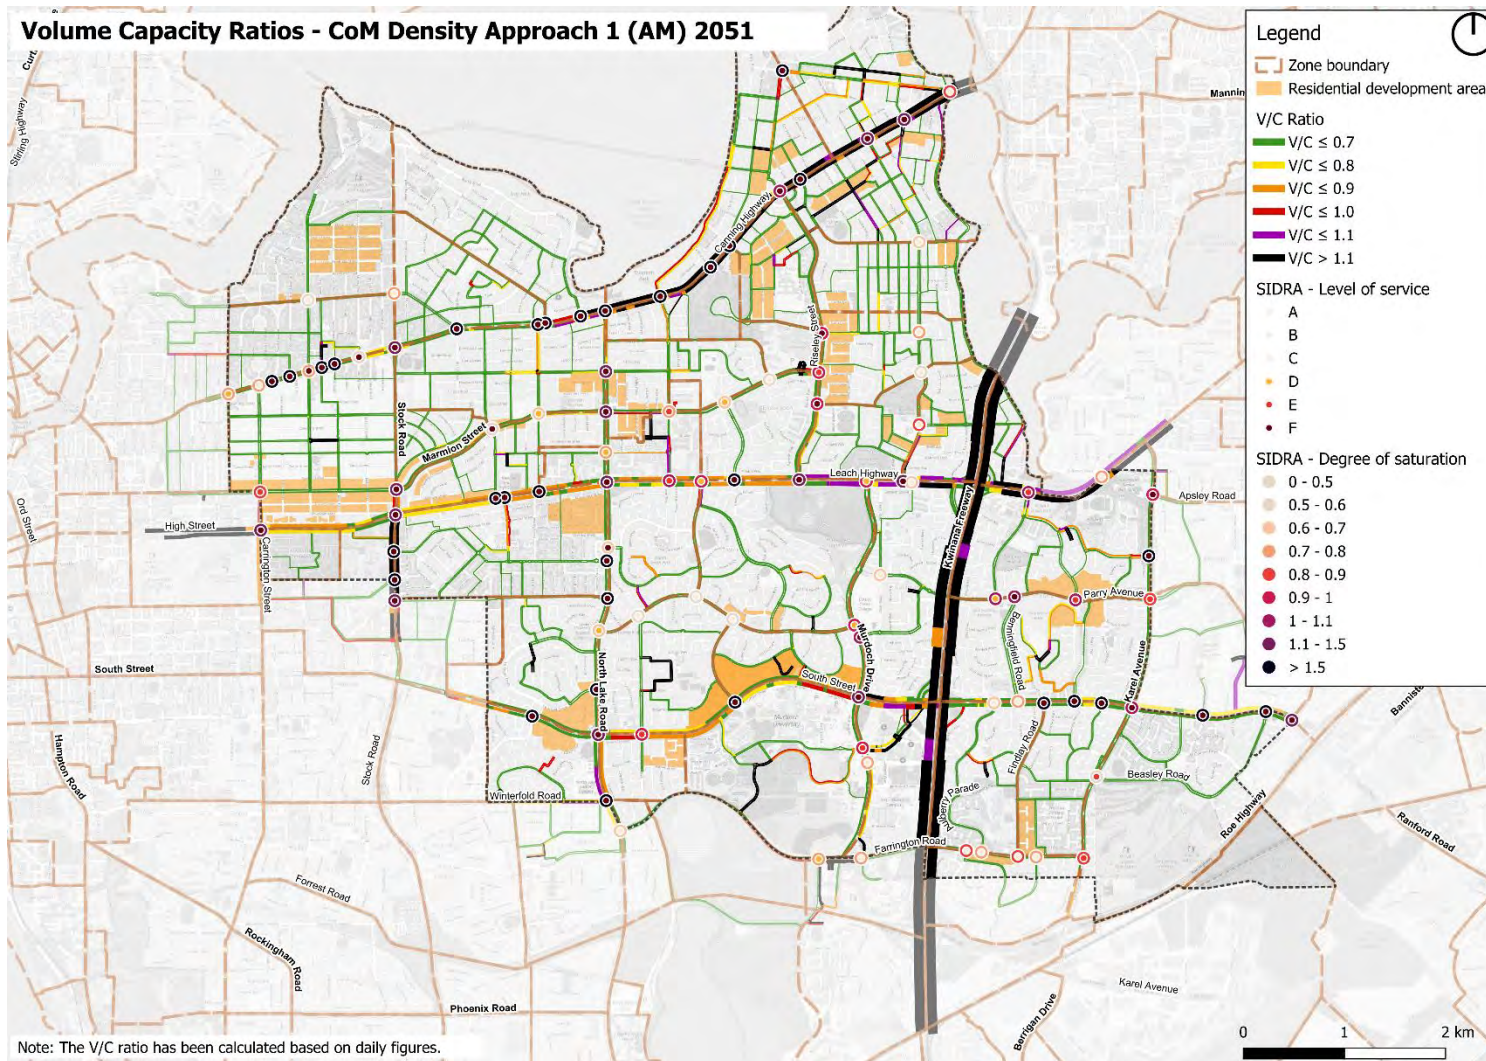 Volume Capacity Ratios - CoM Density Approach 1 (AM) 2051
Legend
Zone boundary
Residential development area
V/C Ratio
V/C ≤ 0.7
V/C ≤ 0.8
V/C ≤ 0.9
V/C ≤ 1.0
V/C ≤ 1.1
V/C > 1.1
SIDRA - Level of service
A
B
C
D
E
F
SIDRA - Degree of saturation
0 - 0.5
0.5 - 0.6
0.6 - 0.7
0.7 - 0.8
0.8 - 0.9
0.9 - 1
1 - 1.1
1.1 - 1.5
> 1.5
Stirling Highway
Canning Highway
Riseley Street
Stock Road
Marmion Street
Leach Highway
Kwinana Freeway
Apsley Road
Ord Street
High Street
Carrington Street
Parry Avenue
Benningfield Road
Murdoch Drive
Karel Avenue
South Street
North Lake Road
South Street
Hampton Road
Stock Road
Findlay Road
Beasley Road
Winterfold Road
Farrington Road
Roe Highway
Ranford Road
Forrest Road
Rockingham Road
Phoenix Road
Karel Avenue
Berrigan Drive
0 1 2 km
Note: The V/C ratio has been calculated based on daily figures.